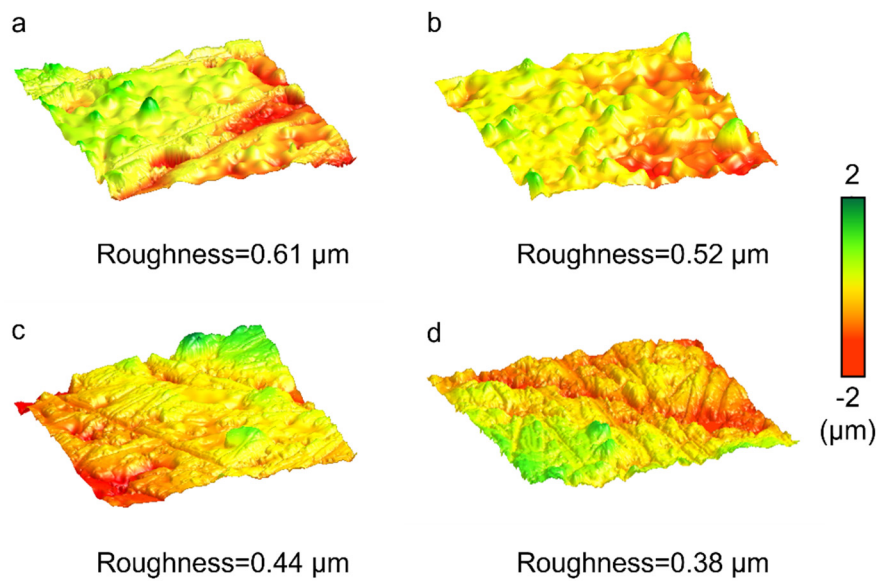 a
b
Roughness=0.61 μm
Roughness=0.52 μm
2
-2
(μm)
c
d
Roughness=0.44 μm
Roughness=0.38 μm